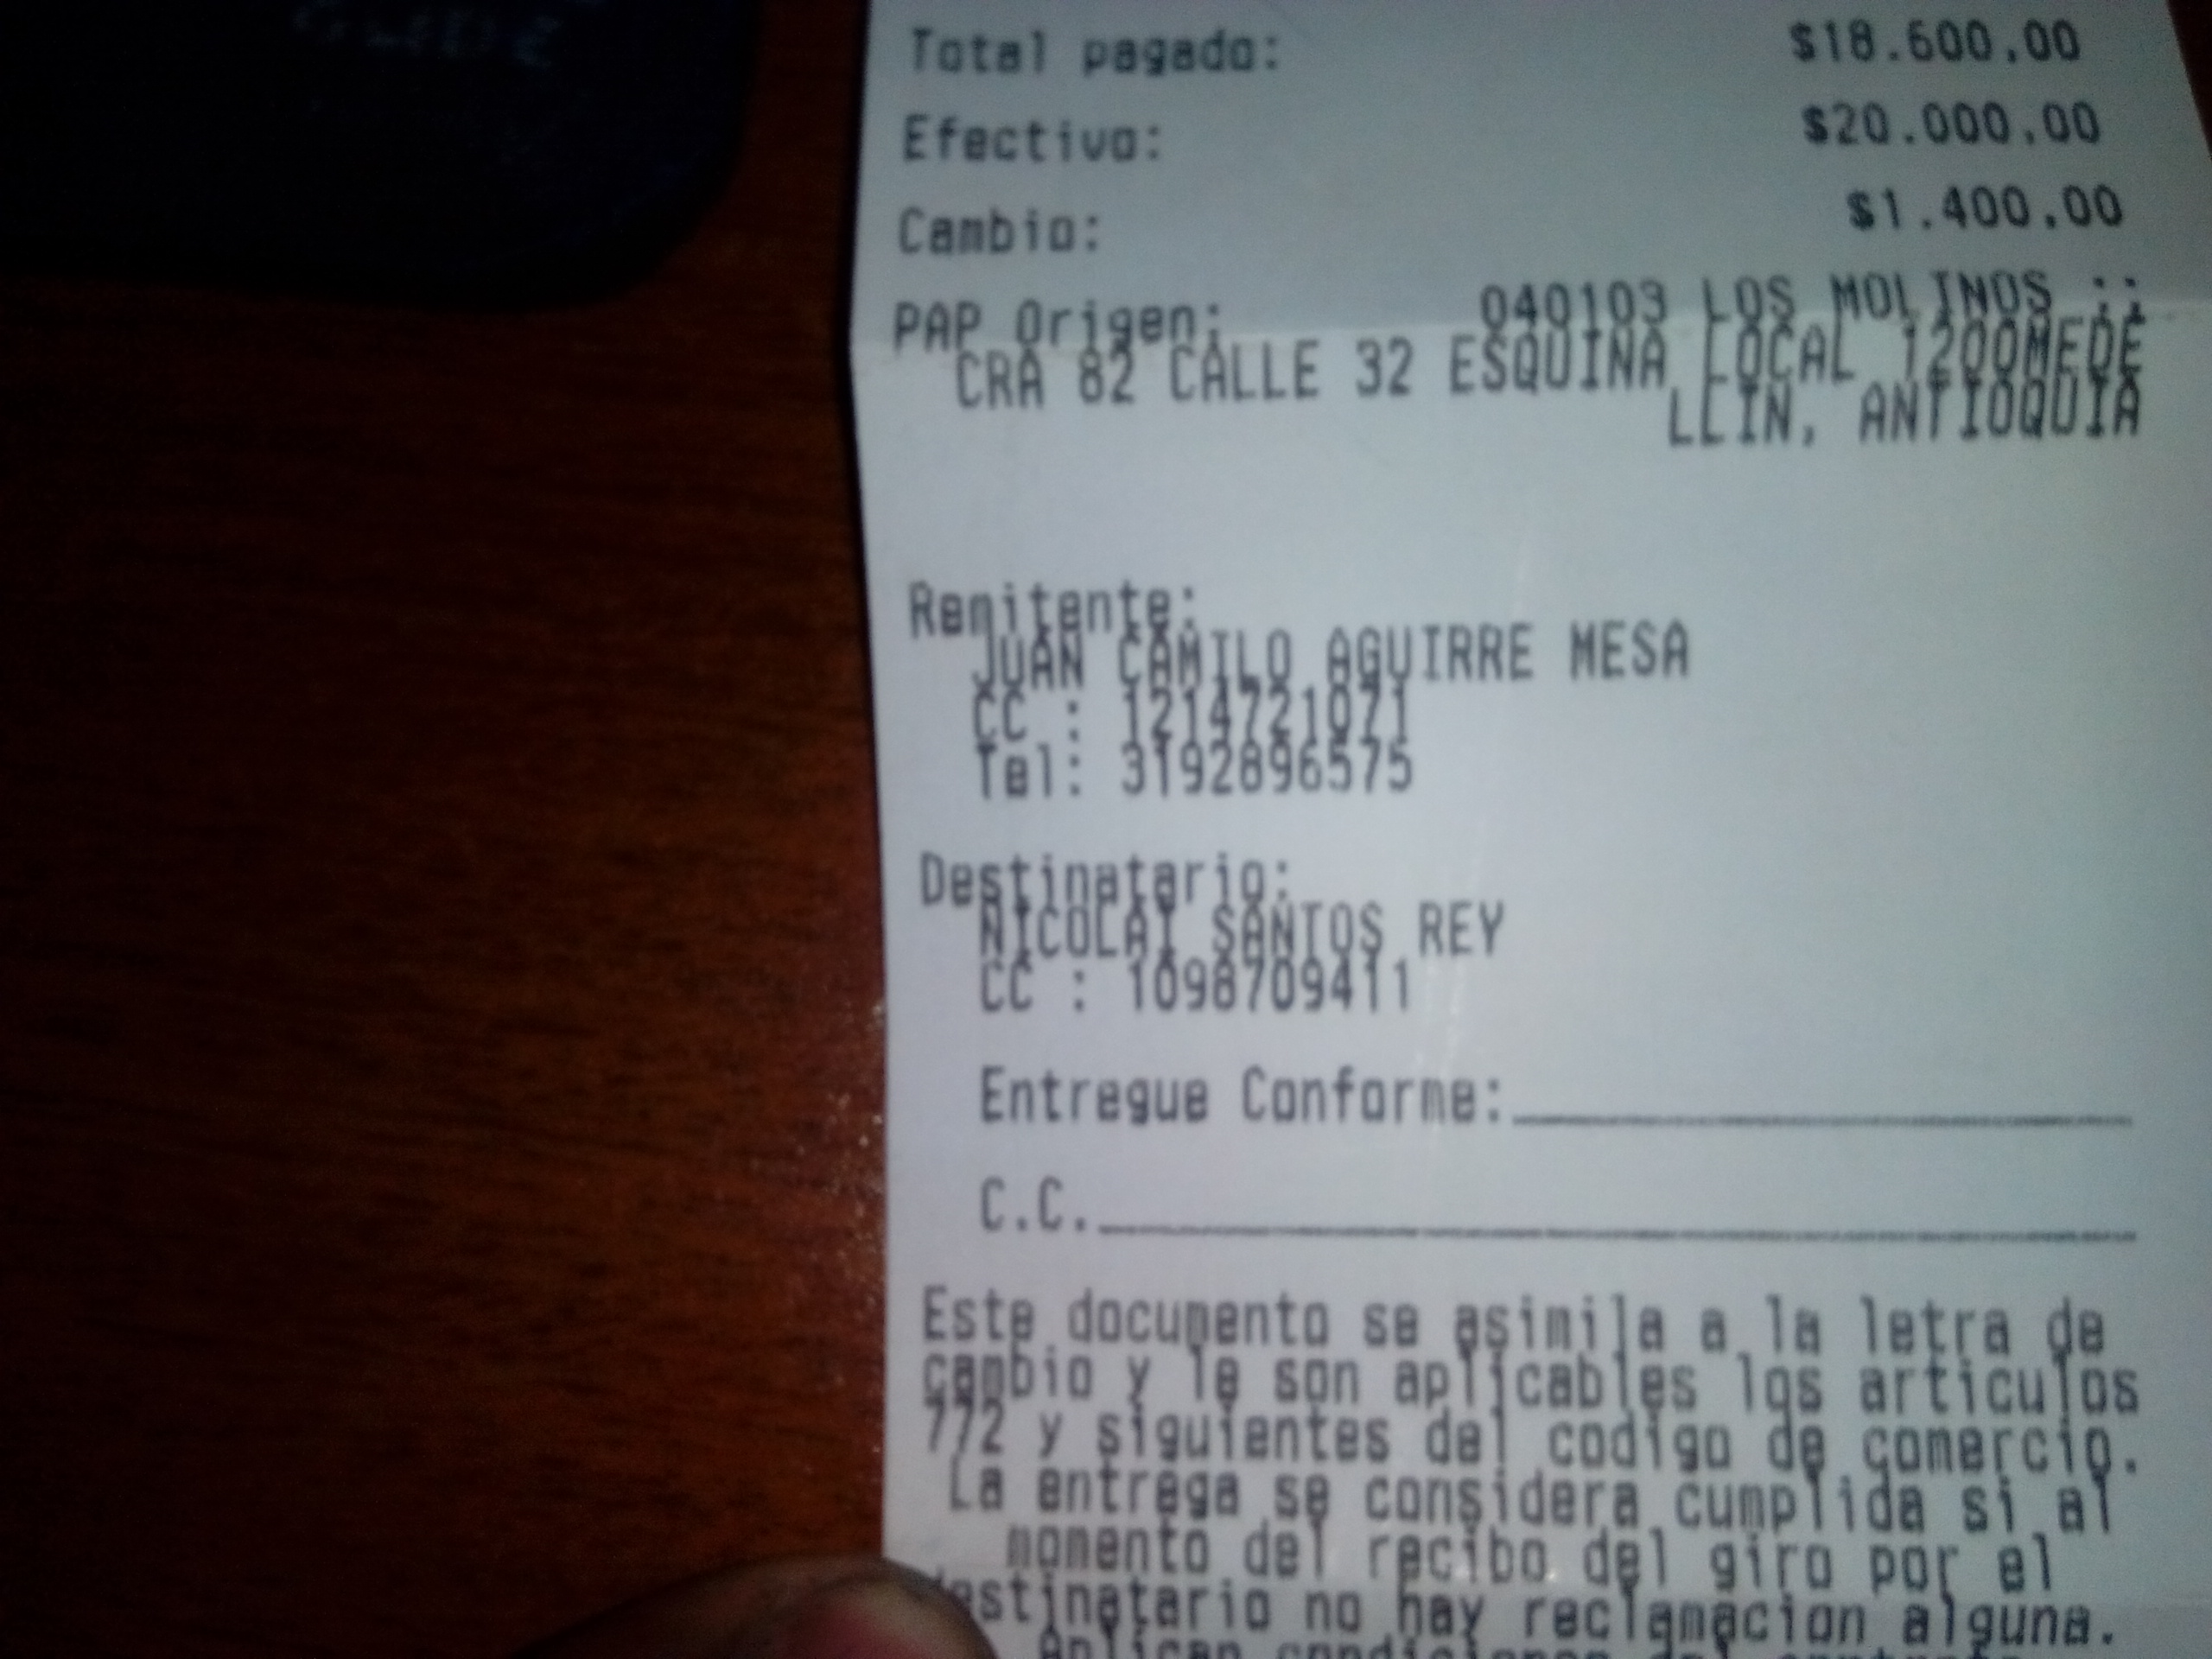 Total pagado: $18.600,00
Efectivo: $20.000,00
Cambio: $1.400,00
PAP Origen: 040103 LOS MOLINOS ::
CRA 82 CALLE 32 ESQUINA LOCAL 1200MEDE
LLIN, ANTIOQUIA
Remitente:
JUAN CAMILO AGUIRRE MESA
CC : 1214721071
Tel: 3192896575
Destinatario:
NICOLAI SANTOS REY
CC : 1098709411
Entregue Conforme:
C.C.
Este documento se asimila a la letra de
cambio y le son aplicables los articulos
772 y siguientes del codigo de comercio.
La entrega se considera cumplida si al
momento del recibo del giro por el
destinatario no hay reclamacion alguna.
Aplican condiciones del contrato